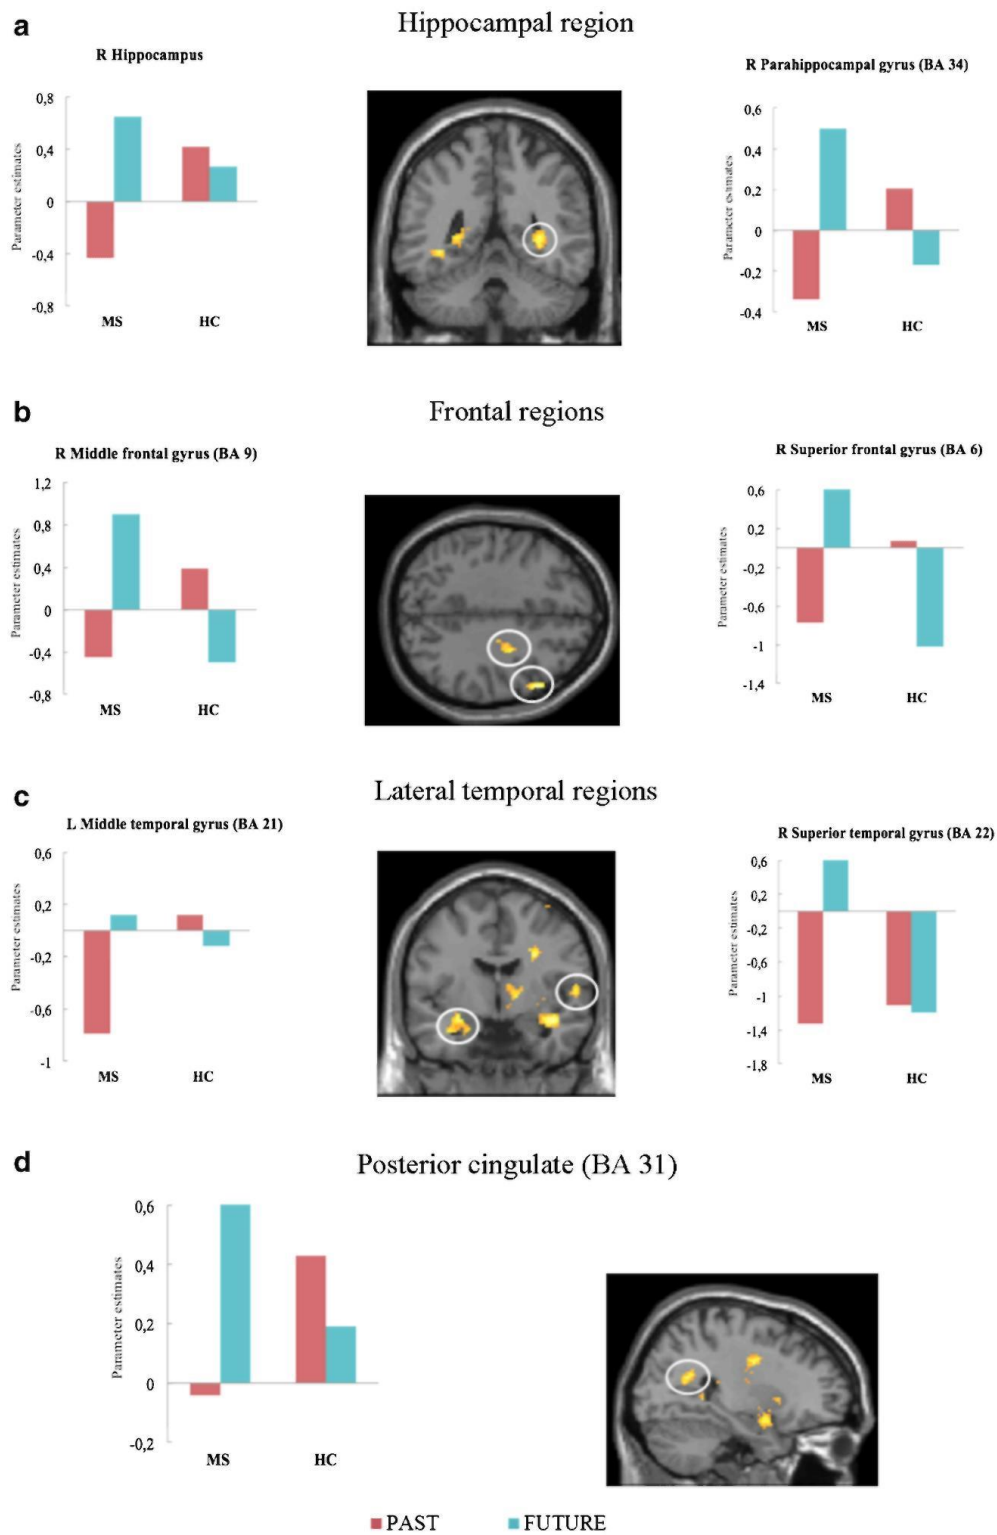 a
Hippocampal region
R Hippocampus
0,8
0,4
0
-0,4
-0,8
Parameter estimates
MS HC
R Parahippocampal gyrus (BA 34)
0,6
0,4
0,2
0
-0,2
-0,4
Parameter estimates
MS HC
b
Frontal regions
R Middle frontal gyrus (BA 9)
1,2
0,8
0,4
0
-0,4
-0,8
Parameter estimates
MS HC
R Superior frontal gyrus (BA 6)
0,6
0,2
-0,2
-0,6
-1
-1,4
Parameter estimates
MS HC
c
Lateral temporal regions
L Middle temporal gyrus (BA 21)
0,6
0,2
-0,2
-0,6
-1
Parameter estimates
MS HC
R Superior temporal gyrus (BA 22)
0,6
0,2
-0,2
-0,6
-1
-1,4
-1,8
Parameter estimates
MS HC
d
Posterior cingulate (BA 31)
0,6
0,4
0,2
0
-0,2
Parameter estimates
MS HC
PAST FUTURE